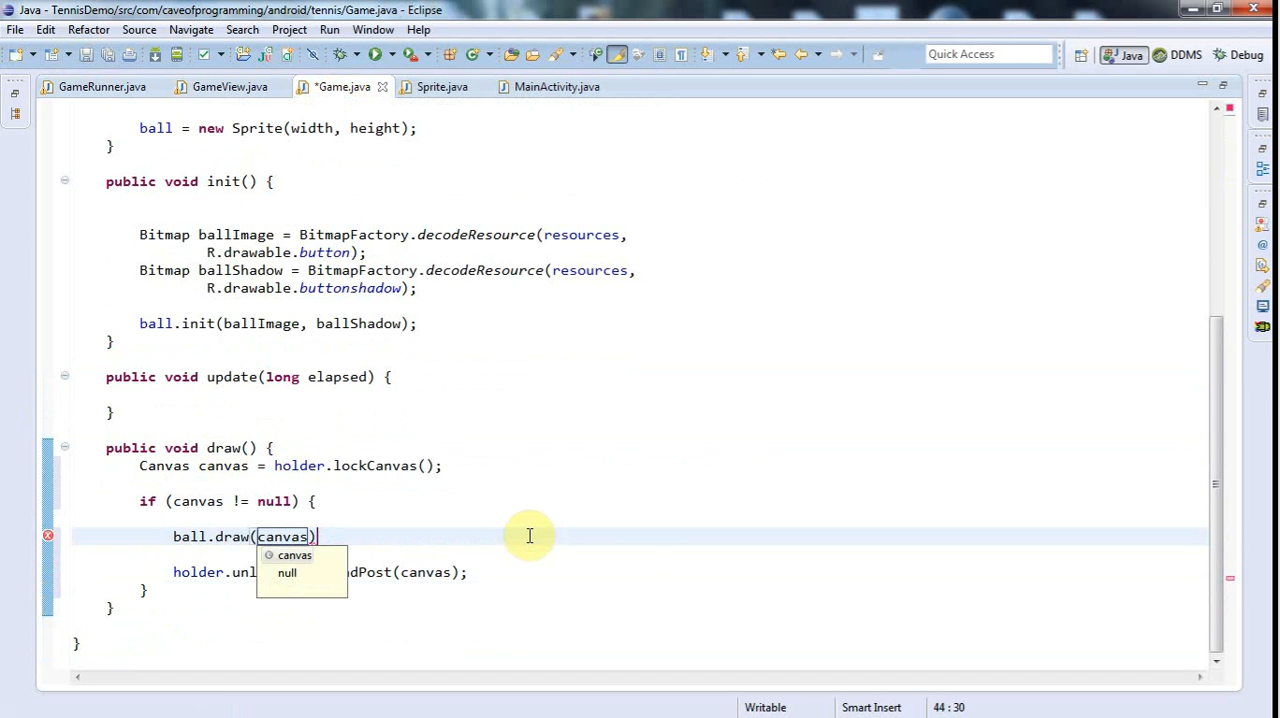 Java - TennisDemo/src/com/caveofprogramming/android/tennis/Game.java - Eclipse
File Edit Refactor Source Navigate Search Project Run Window Help
Quick Access Java DDMS Debug
GameRunner.java GameView.java *Game.java Sprite.java MainActivity.java
ball = new Sprite(width, height);
}
public void init() {
Bitmap ballImage = BitmapFactory.decodeResource(resources,
R.drawable.button);
Bitmap ballShadow = BitmapFactory.decodeResource(resources,
R.drawable.buttonshadow);
ball.init(ballImage, ballShadow);
}
public void update(long elapsed) {
}
public void draw() {
Canvas canvas = holder.lockCanvas();
if (canvas != null) {
ball.draw(canvas)
canvas
holder.unl ndPost(canvas);
null
}
}
}
Writable Smart Insert 44 : 30